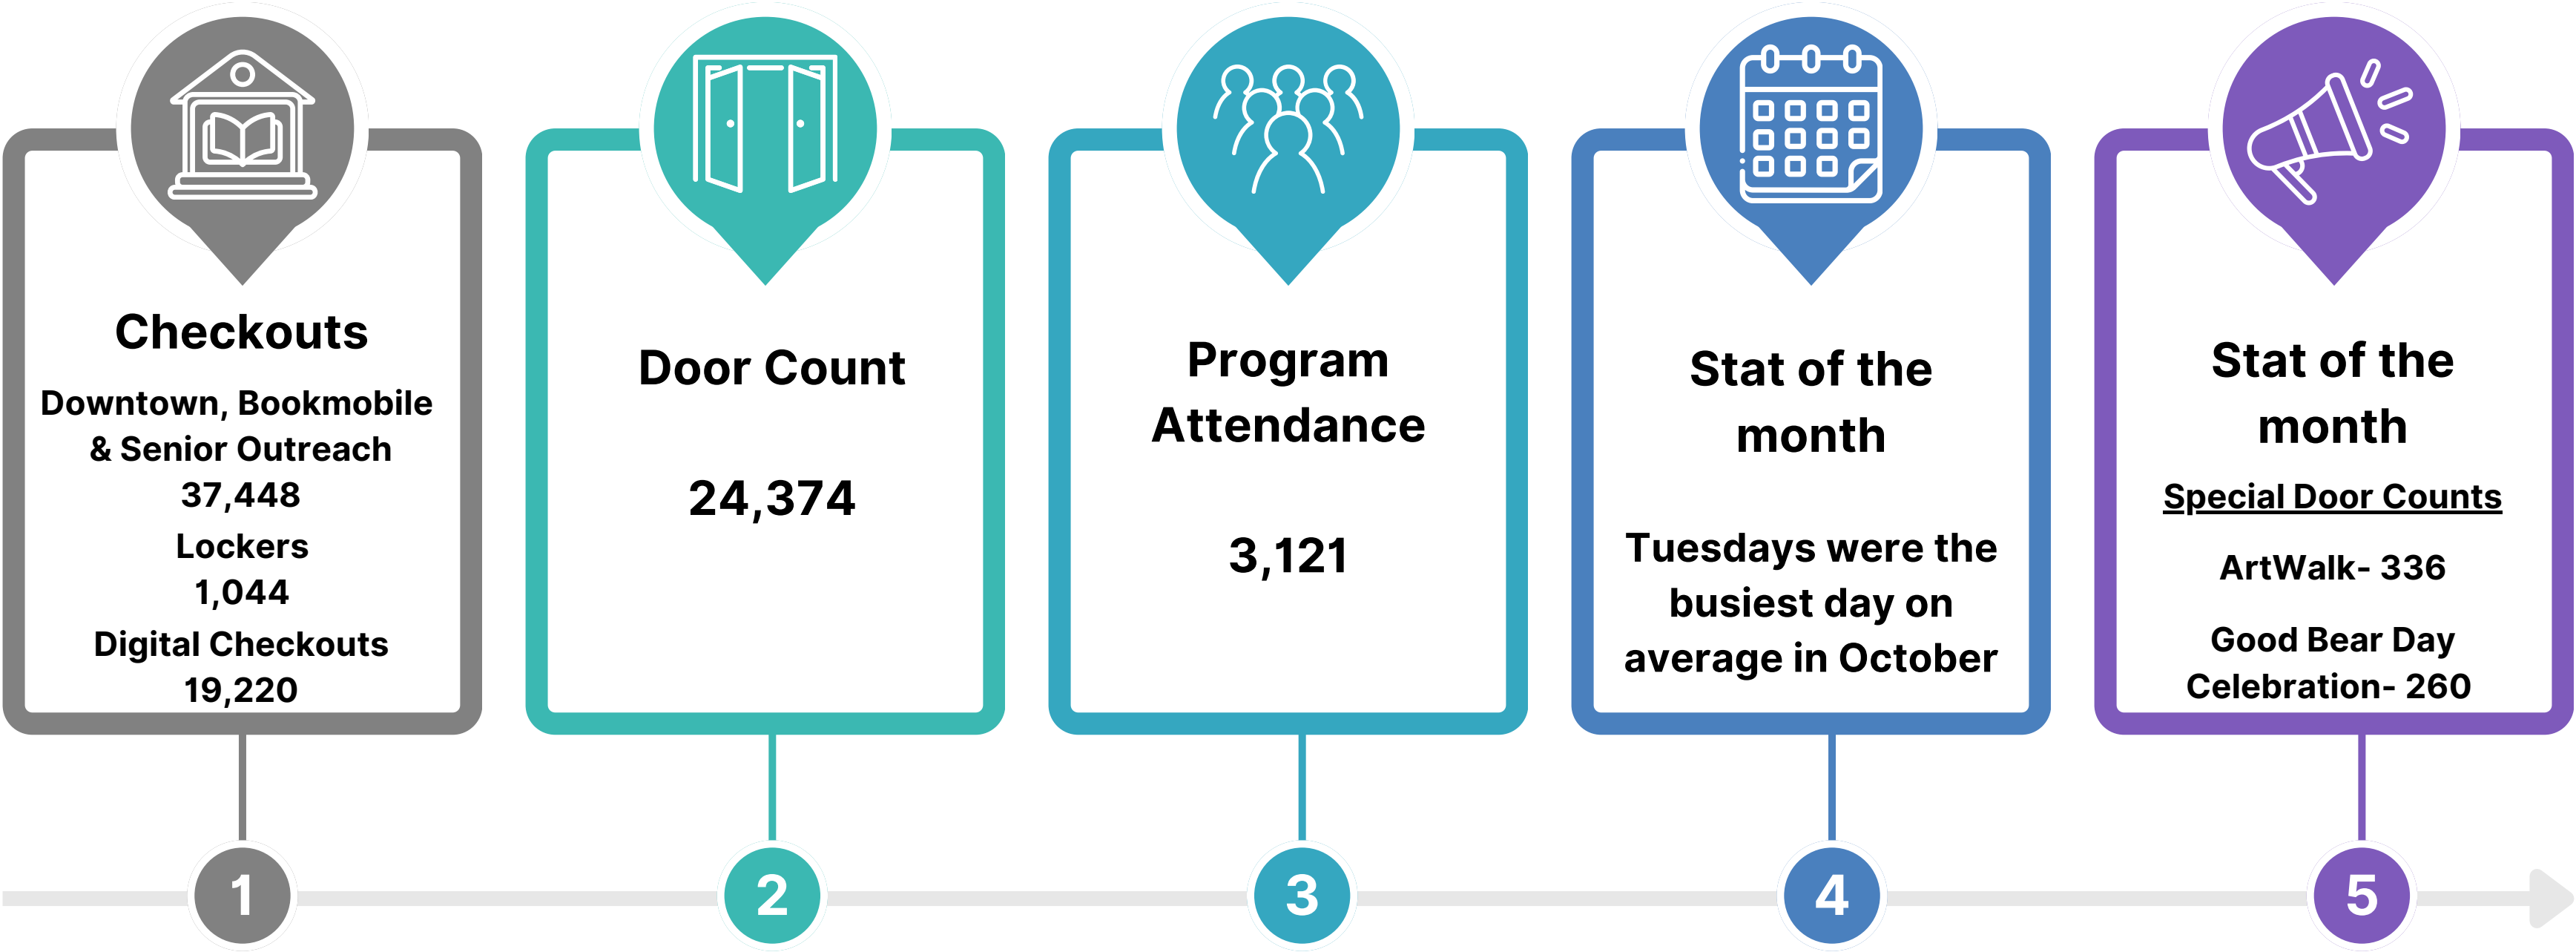 Checkouts
Downtown, Bookmobile
& Senior Outreach
37,448
Lockers
1,044
Digital Checkouts
19,220
Door Count
24,374
Program
Attendance
3,121
Stat of the
month
Tuesdays were the
busiest day on
average in October
Stat of the
month
Special Door Counts
ArtWalk- 336
Good Bear Day
Celebration- 260
1
2
3
4
5